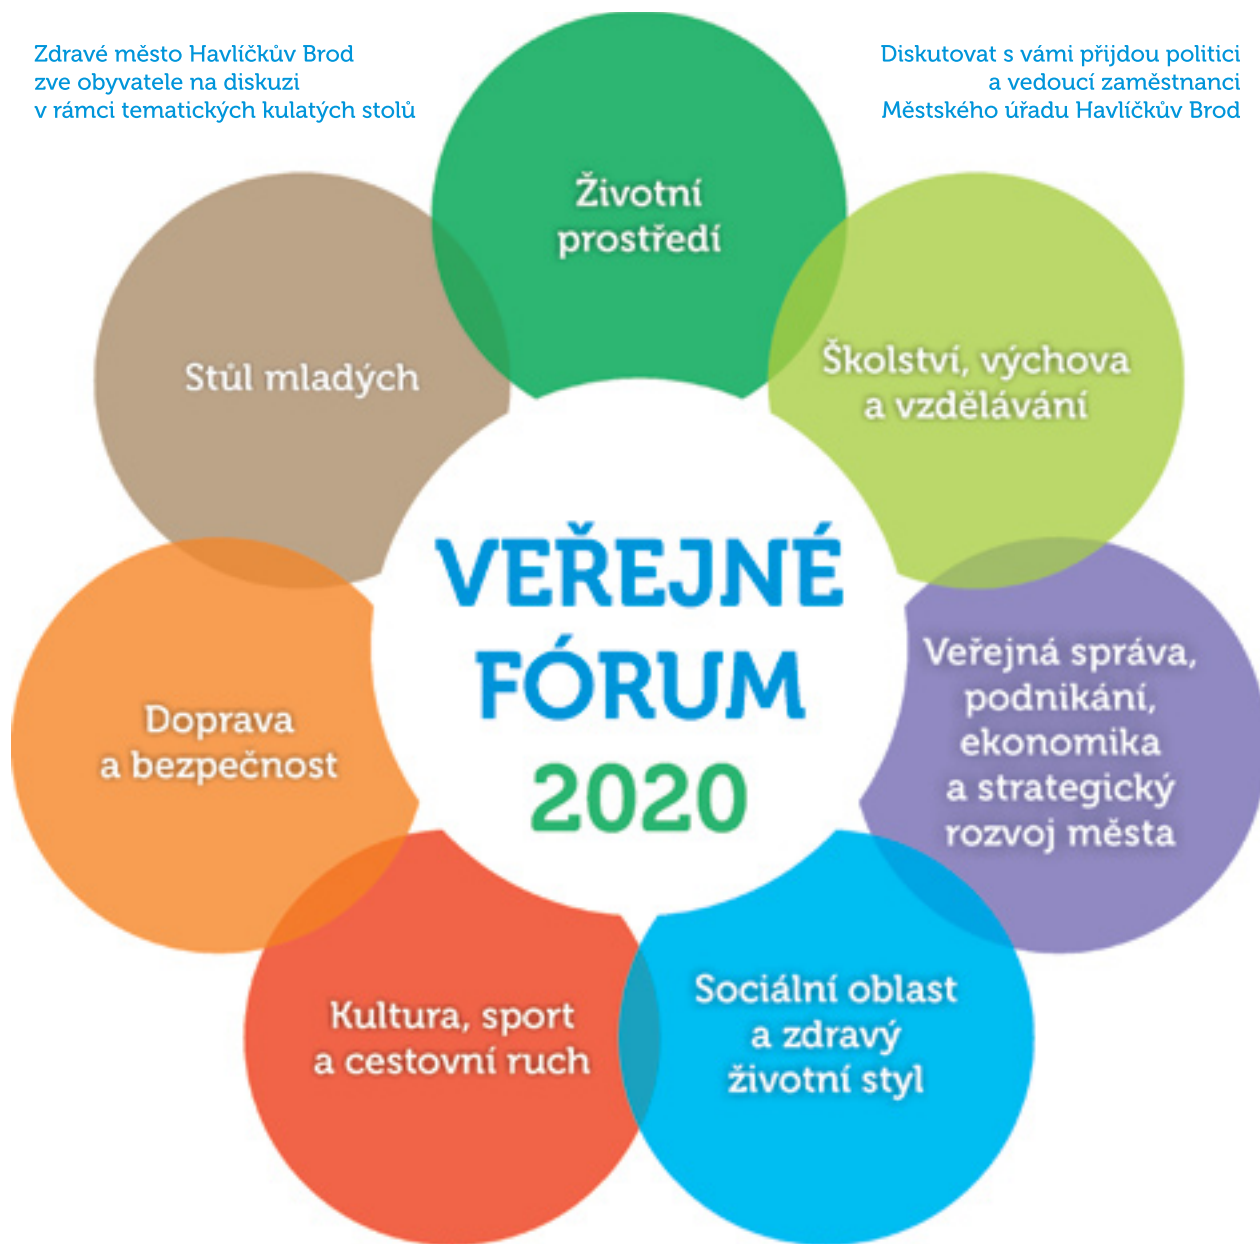 Zdravé město Havlíčkův Brod
zve obyvatele na diskuzi
v rámci tematických kulatých stolů
Diskutovat s vámi přijdou politici
a vedoucí zaměstnanci
Městského úřadu Havlíčkův Brod
Životní
prostředí
Školství, výchova
a vzdělávání
Veřejná správa,
podnikání,
ekonomika
a strategický
rozvoj města
Sociální oblast
a zdravý
životní styl
Kultura, sport
a cestovní ruch
Doprava
a bezpečnost
Stůl mladých
VEŘEJNÉ
FÓRUM
2020